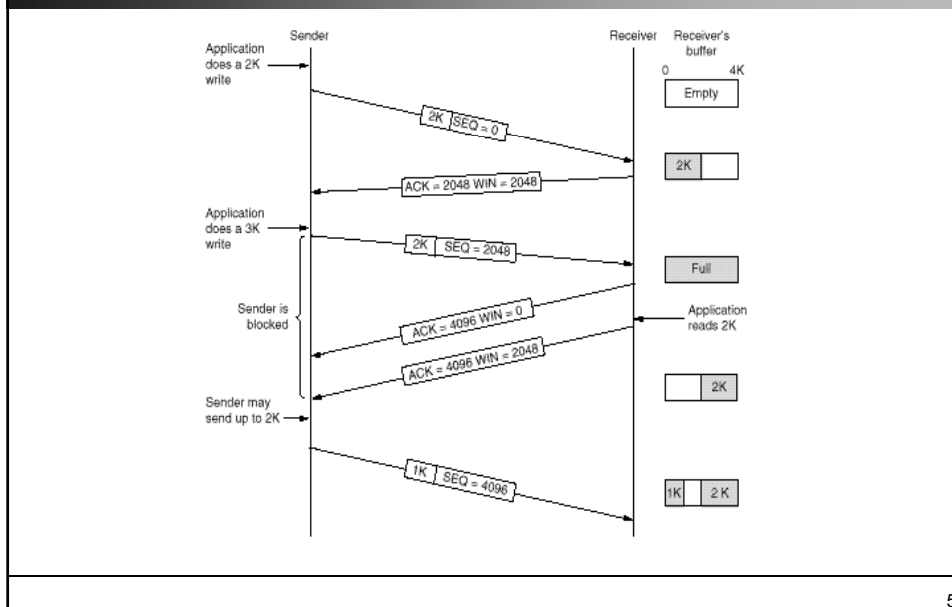 Sender
Receiver
Receiver's
buffer
Application
does a 2K
write
0 4K
Empty
2K SEQ = 0
2K
ACK = 2048 WIN = 2048
Application
does a 3K
write
2K SEQ = 2048
Full
Sender is
blocked
ACK = 4096 WIN = 0
Application
reads 2K
ACK = 4096 WIN = 2048
2K
Sender may
send up to 2K
1K SEQ = 4096
1K 2 K
5